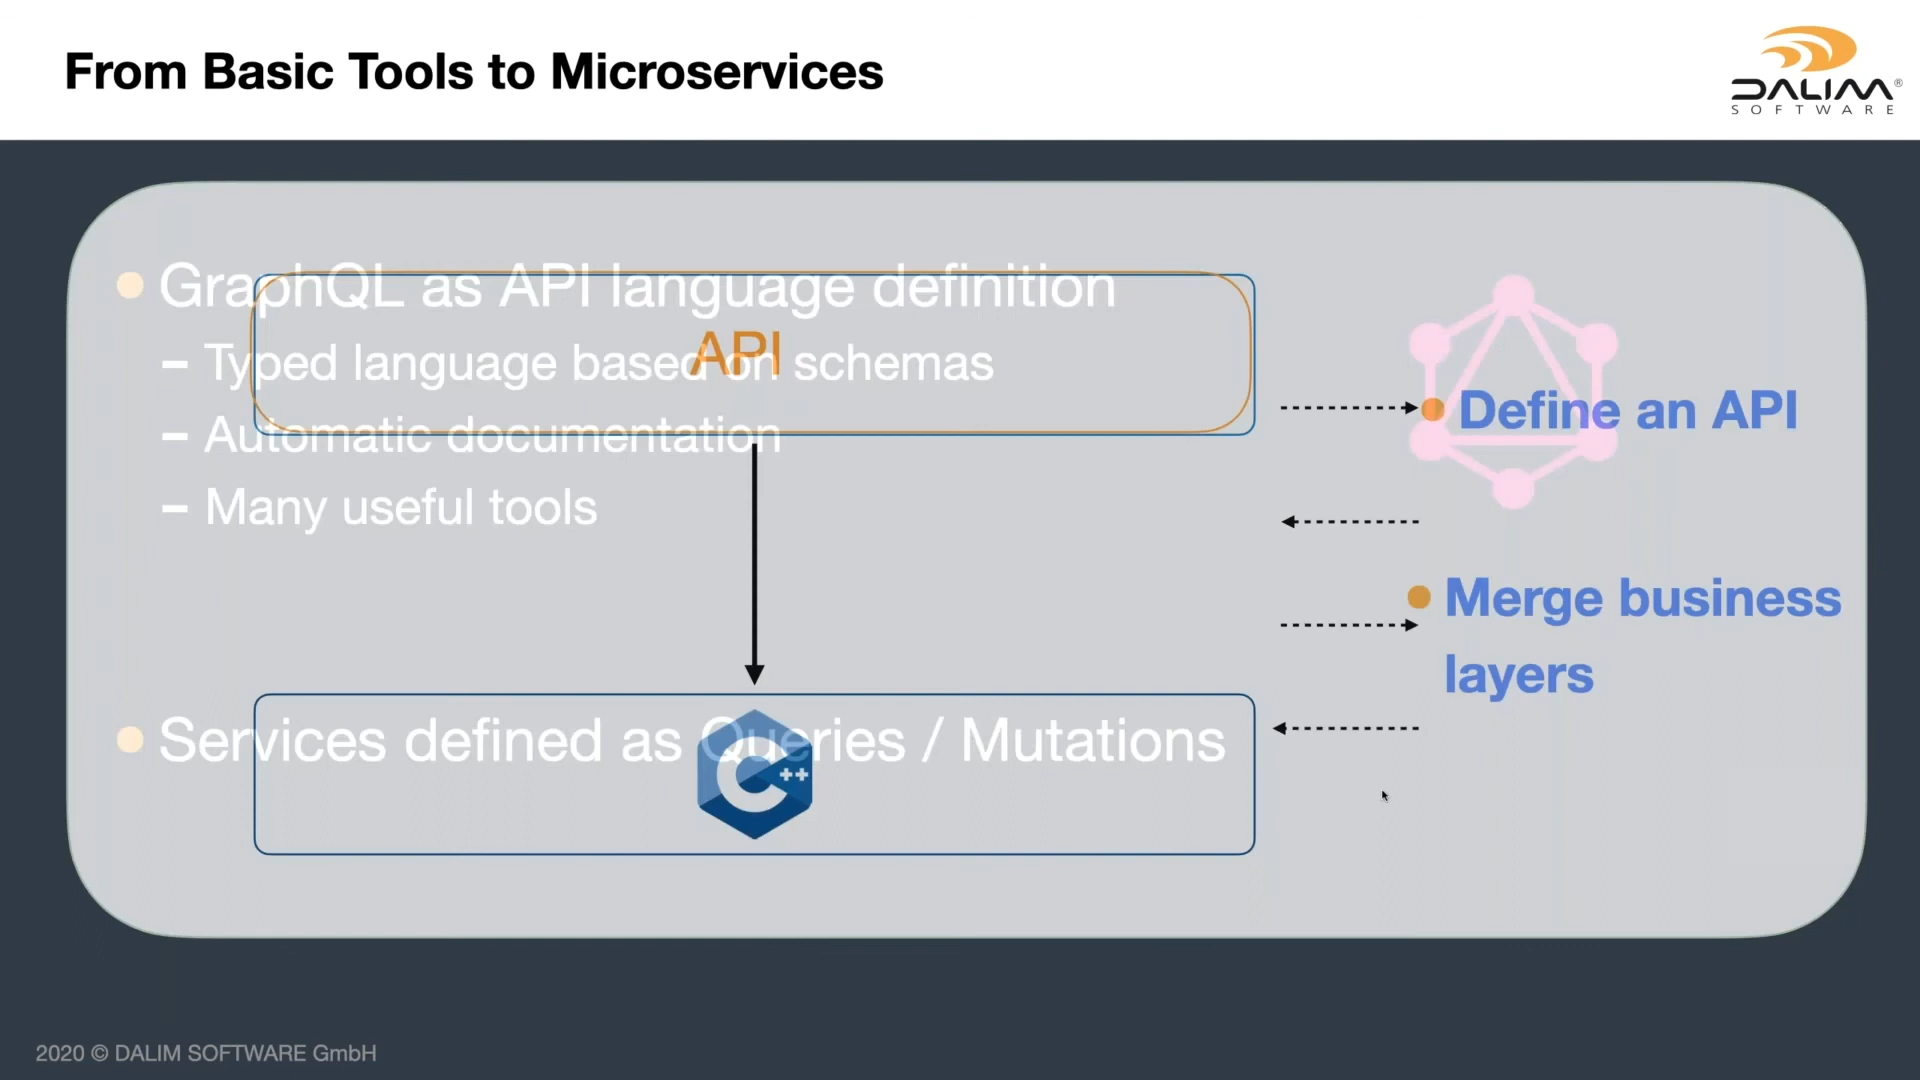 From Basic Tools to Microservices
DALIM®
SOFTWARE
GraphQL as API language definition
API
– Typed language based on schemas
– Automatic documentation
– Many useful tools
Define an API
Merge business
layers
Services defined as Queries / Mutations
C++
2020 © DALIM SOFTWARE GmbH